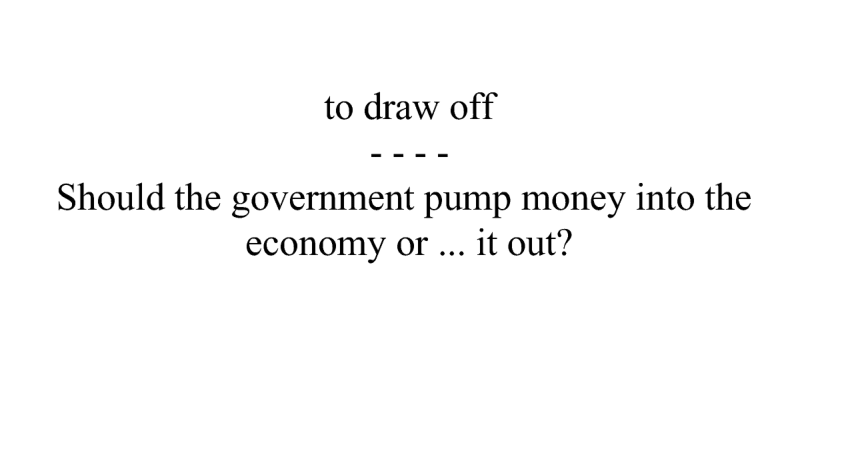 to draw off
- - - -
Should the government pump money into the
economy or ... it out?